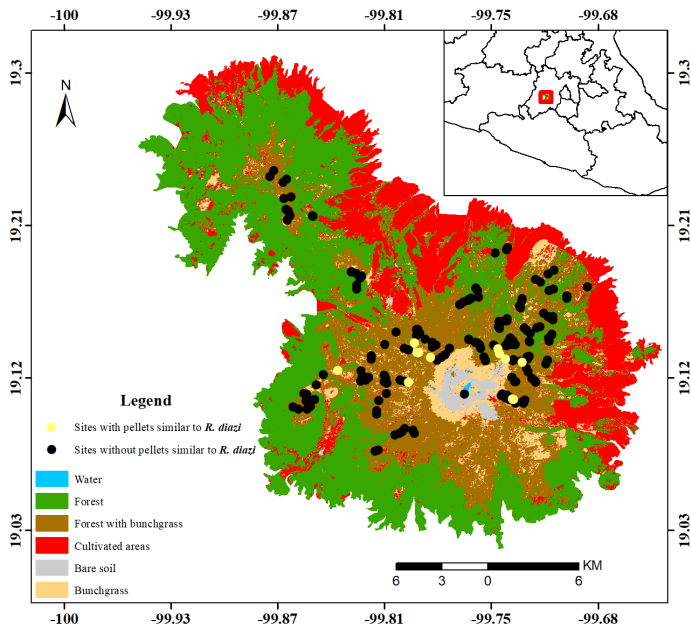 -100 -99.93 -99.87 -99.81 -99.75 -99.68
19.3 19.3
N
19.21 19.21
19.12 19.12
Legend
Sites with pellets similar to R. diazi
Sites without pellets similar to R. diazi
Water
Forest
Forest with bunchgrass
Cultivated areas
Bare soil
Bunchgrass
19.03 19.03
KM
6 3 0 6
-100 -99.93 -99.87 -99.81 -99.75 -99.68